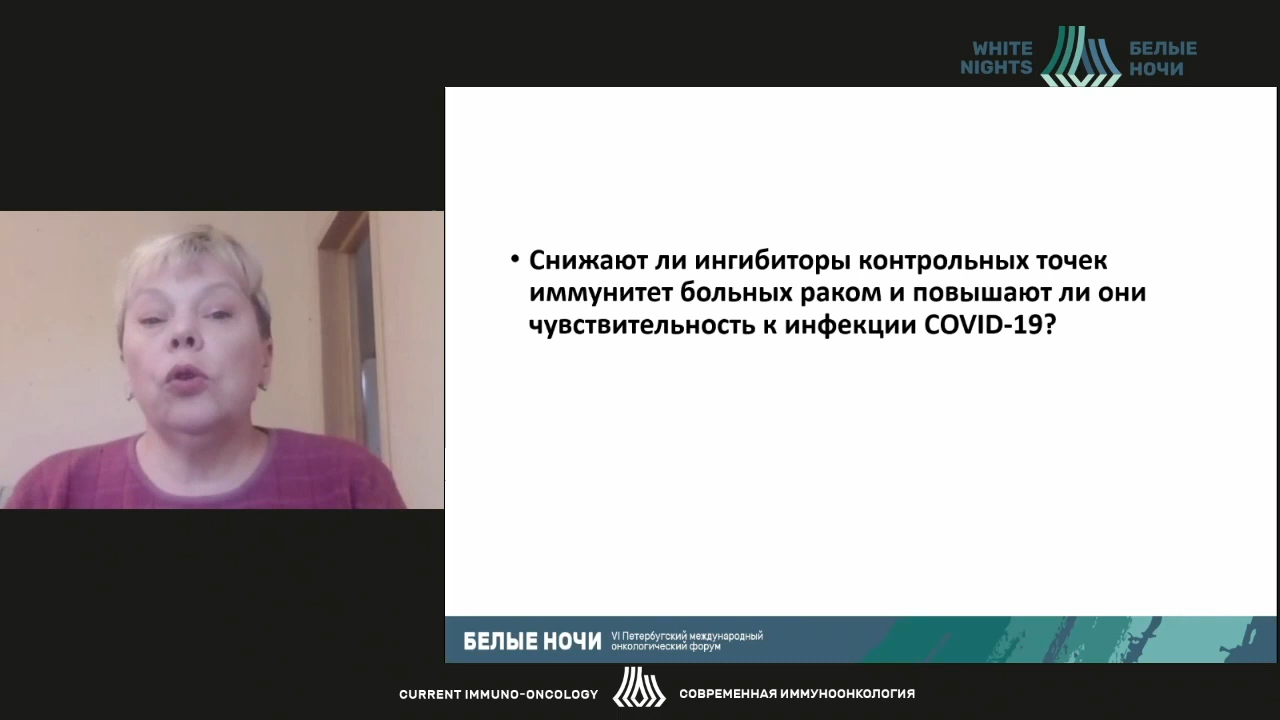 WHITE
NIGHTS
БЕЛЫЕ
НОЧИ
• Снижают ли ингибиторы контрольных точек
иммунитет больных раком и повышают ли они
чувствительность к инфекции COVID-19?
БЕЛЫЕ НОЧИ
VI Петербугский международный
онкологический форум
CURRENT IMMUNO-ONCOLOGY
СОВРЕМЕННАЯ ИММУНООНКОЛОГИЯ